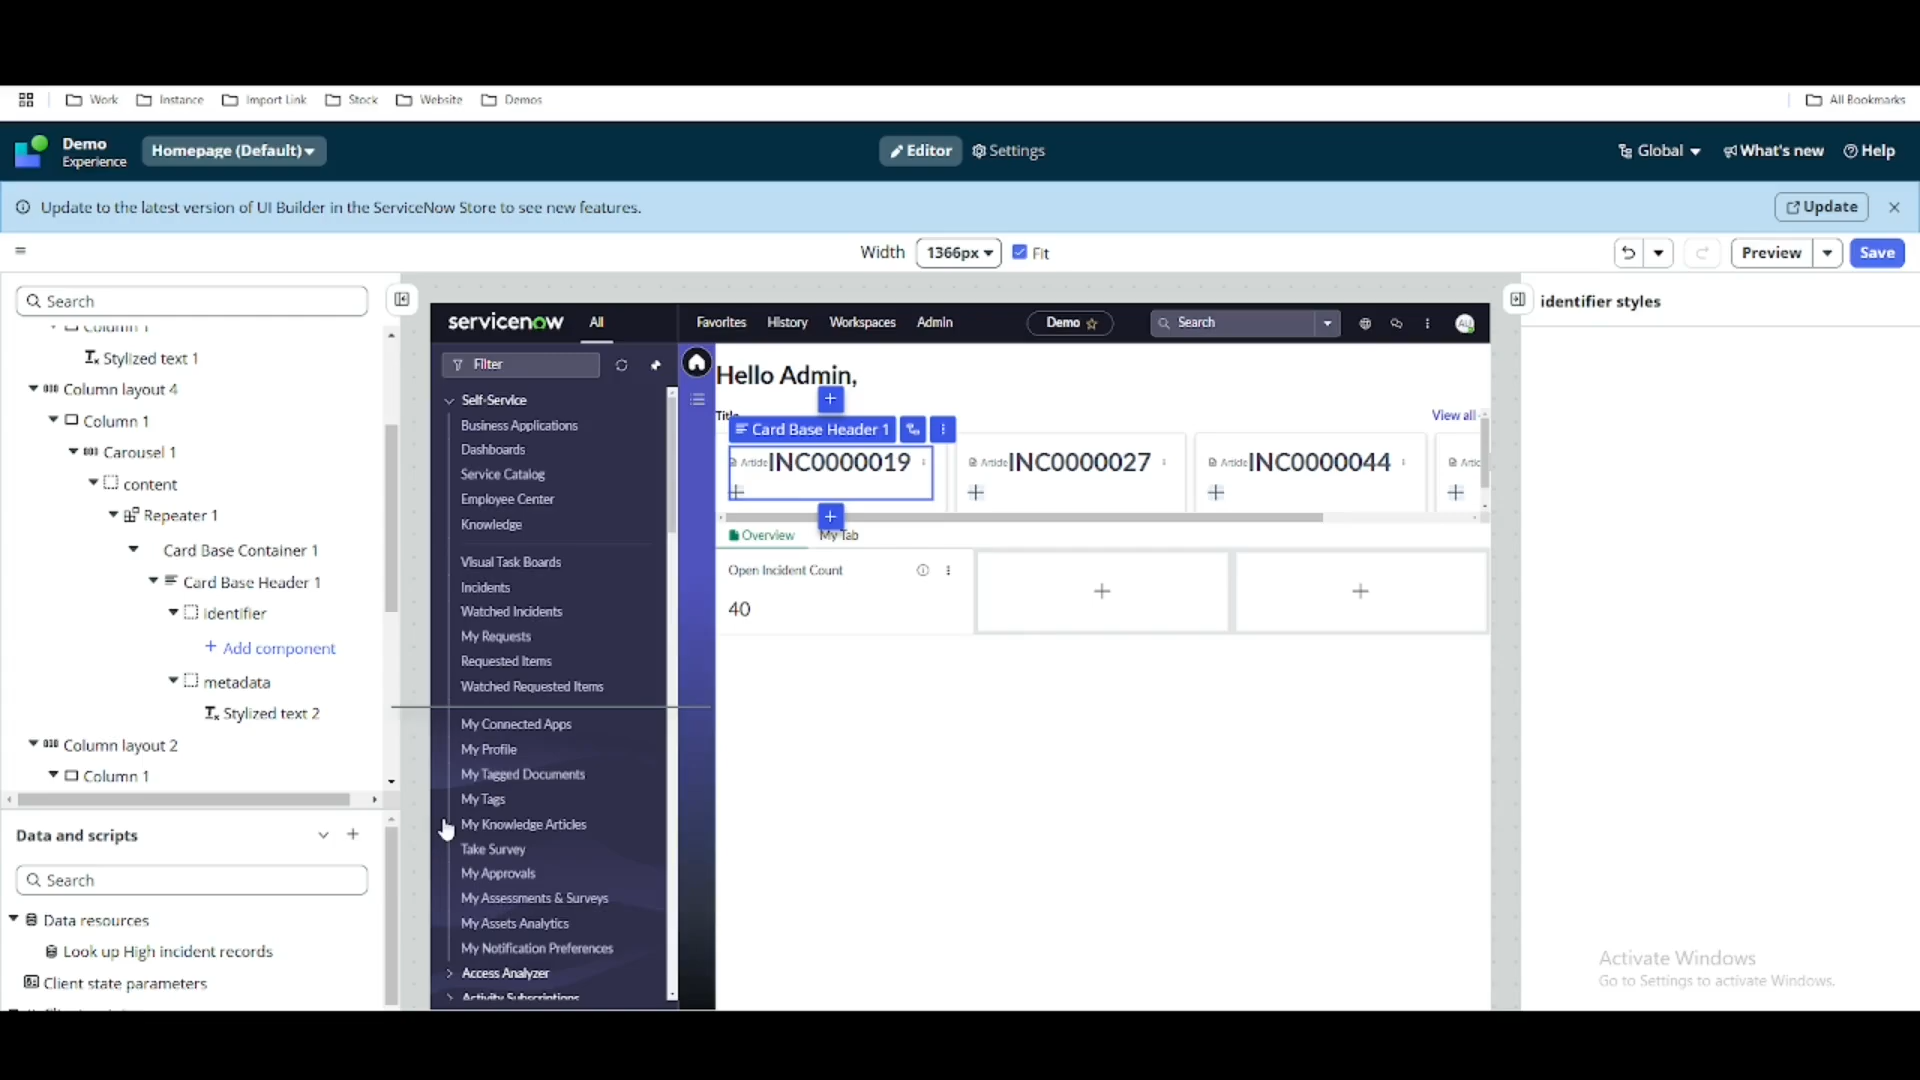 Work
Instance
Import Link
Stock
Website
Demos
All Bookmarks
Demo
Experience
Homepage (Default)
Editor
Settings
Global
What's new
Help
Update to the latest version of UI Builder in the ServiceNow Store to see new features.
Update
Width
1366px
Fit
Preview
Save
Search
Column 1
Stylized text 1
Column layout 4
Column 1
Carousel 1
content
Repeater 1
Card Base Container 1
Card Base Header 1
identifier
+ Add component
metadata
Stylized text 2
Column layout 2
Column 1
Data and scripts
Search
Data resources
Look up High incident records
Client state parameters
servicenow
All
Favorites
History
Workspaces
Admin
Demo
Search
AU
Filter
Self-Service
Business Applications
Dashboards
Service Catalog
Employee Center
Knowledge
Visual Task Boards
Incidents
Watched Incidents
My Requests
Requested Items
Watched Requested Items
My Connected Apps
My Profile
My Tagged Documents
My Tags
My Knowledge Articles
Take Survey
My Approvals
My Assessments & Surveys
My Assets Analytics
My Notification Preferences
Access Analyzer
Activity Subscriptions
Hello Admin,
View all
Card Base Header 1
Article INC0000019
Article INC0000027
Article INC0000044
Overview
My Tab
Open Incident Count
40
identifier styles
Activate Windows
Go to Settings to activate Windows.